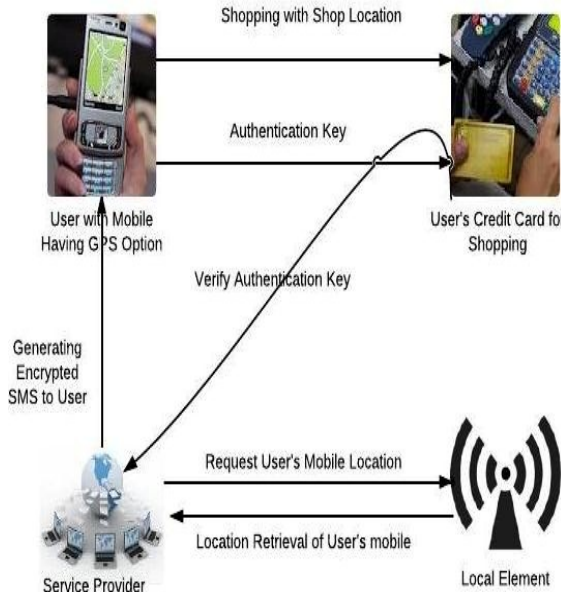 Shopping with Shop Location
Authentication Key
User with Mobile
Having GPS Option
User's Credit Card for
Shopping
Verify Authentication Key
Generating
Encrypted
SMS to User
Request User's Mobile Location
Location Retrieval of User's mobile
Service Provider
Local Element